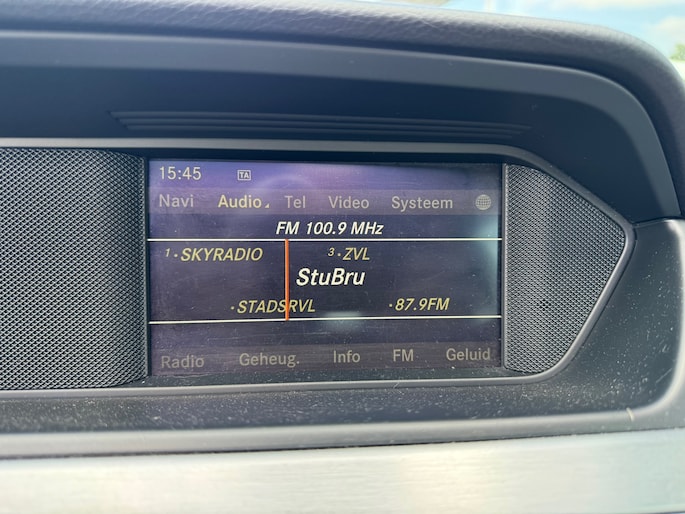 15:45 TA
Navi Audio Tel Video Systeem
FM 100.9 MHz
1·SKYRADIO 3·ZVL
StuBru
·STADSRVL ·87.9FM
Radio Geheug. Info FM Geluid